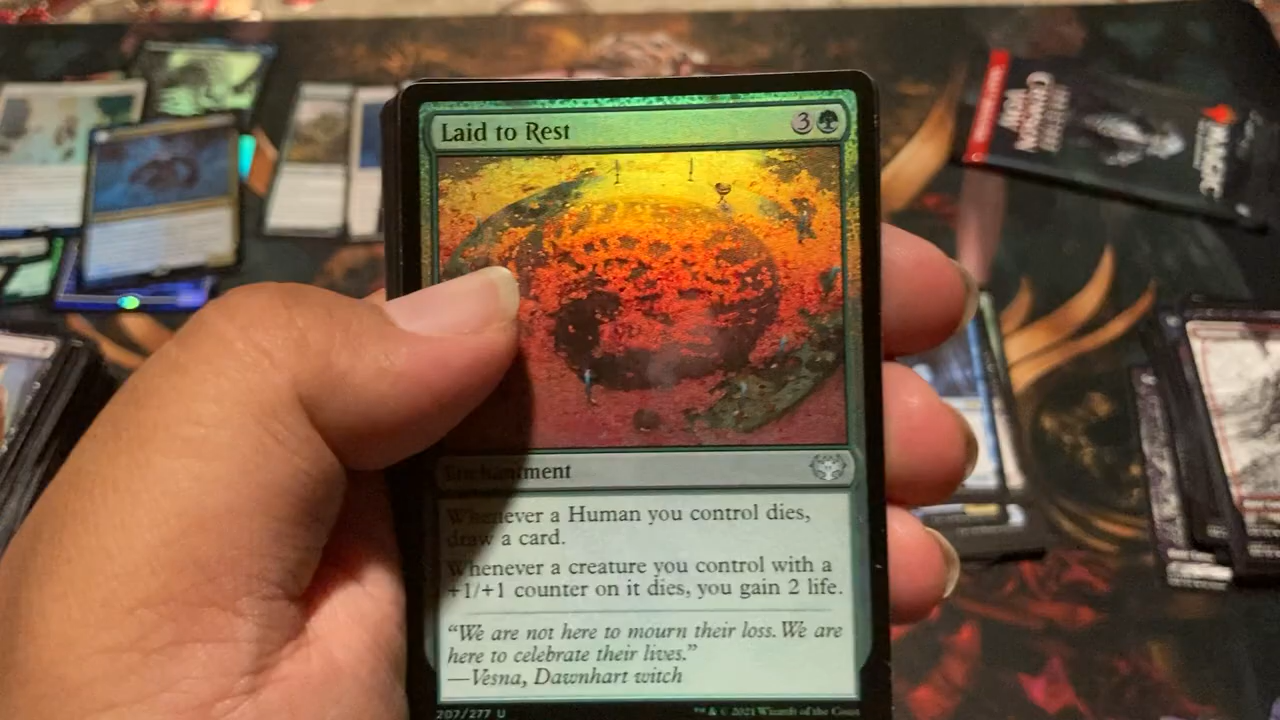 Laid to Rest 3
Enchantment
Whenever a Human you control dies,
draw a card.
Whenever a creature you control with a
+1/+1 counter on it dies, you gain 2 life.
“We are not here to mourn their loss. We are
here to celebrate their lives.”
—Vesna, Dawnhart witch
207/277 U
™ & © 2021 Wizards of the Coast
MAGIC